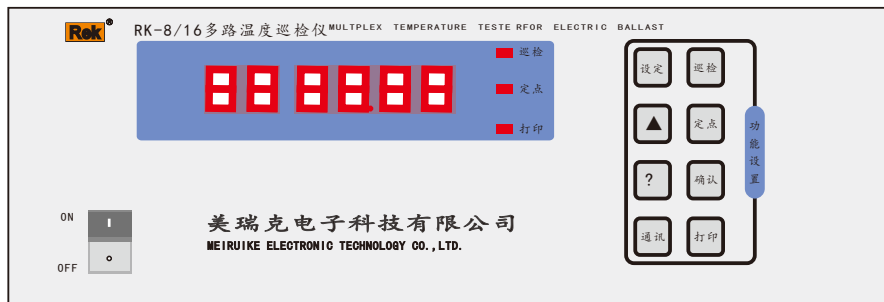 Rek®
RK-8/16多路温度巡检仪 MULTPLEX TEMPERATURE TESTE RFOR ELECTRIC BALLAST
88 88.88
巡检
定点
打印
设定 巡检
▲ 定点
? 确认
通讯 打印
功能设置
ON
I
O
OFF
美瑞克电子科技有限公司
MEIRUIKE ELECTRONIC TECHNOLOGY CO.,LTD.